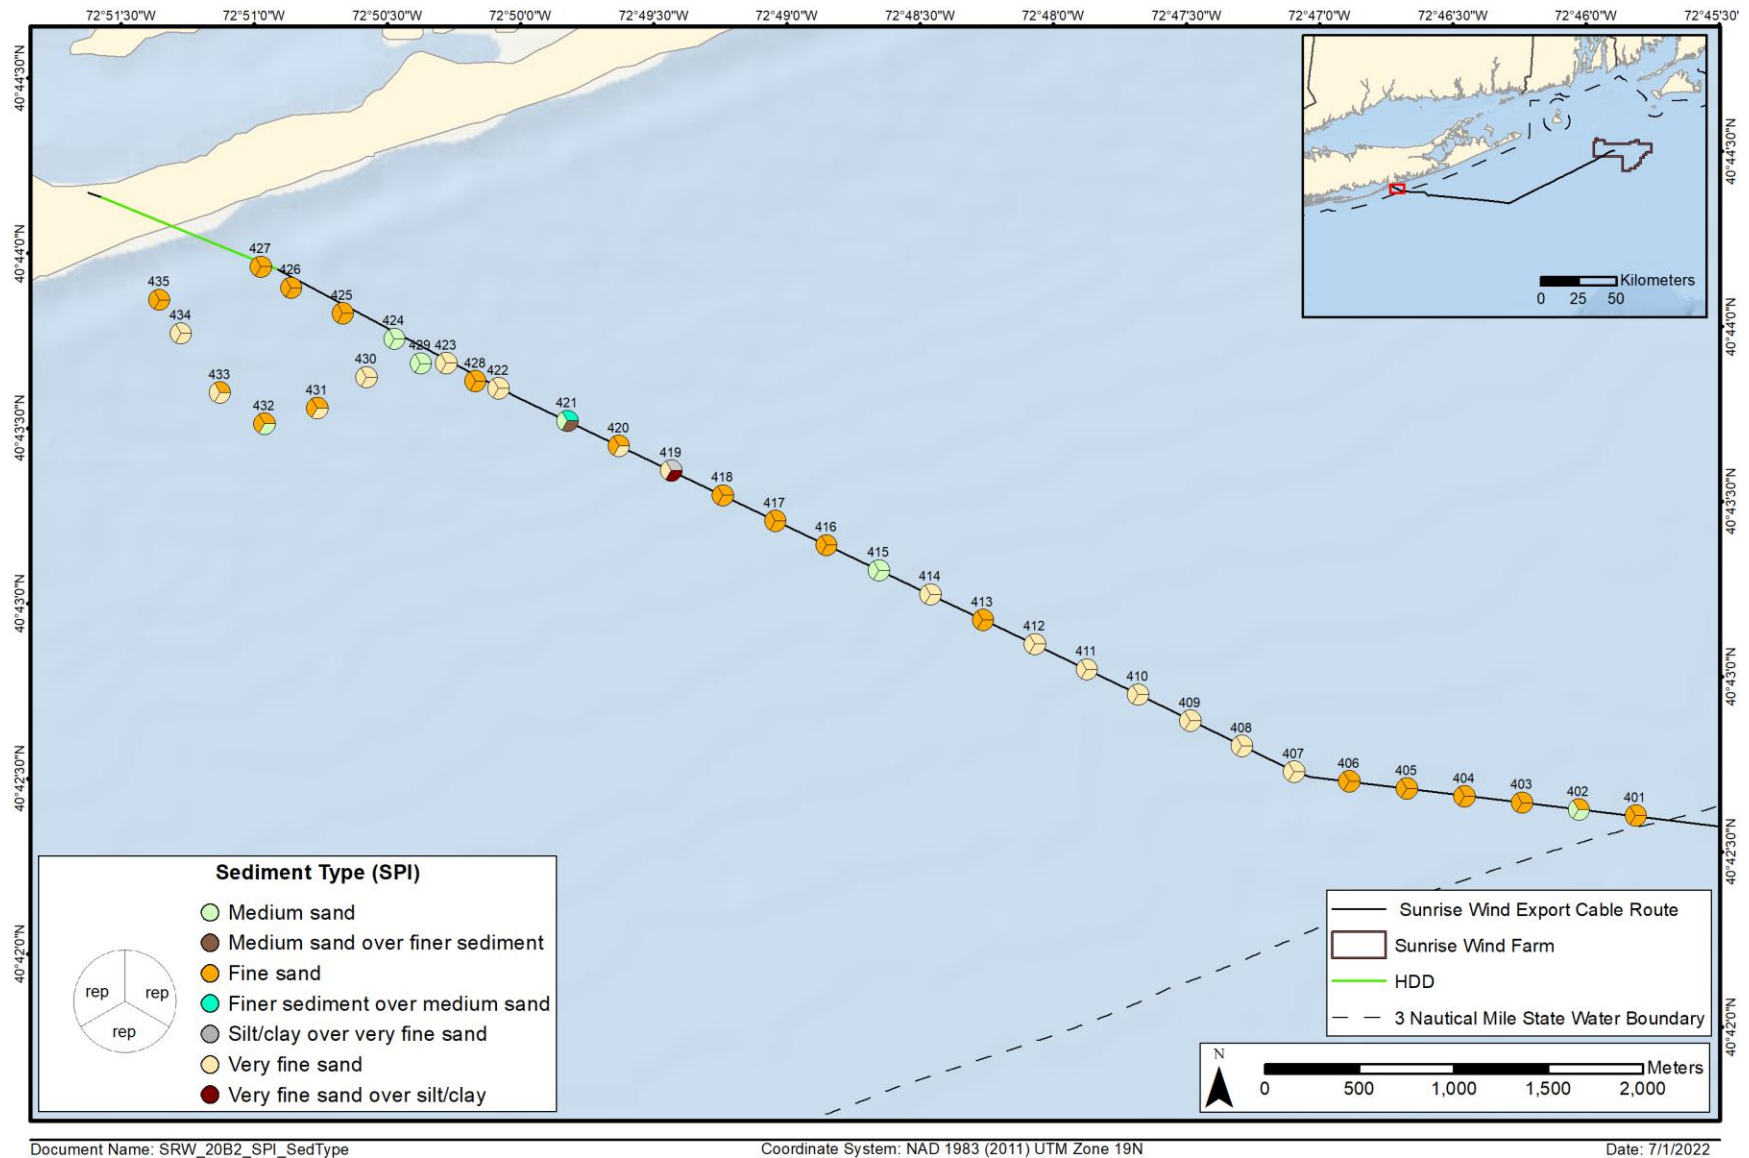 72°51'30"W 72°51'0"W 72°50'30"W 72°50'0"W 72°49'30"W 72°49'0"W 72°48'30"W 72°48'0"W 72°47'30"W 72°47'0"W 72°46'30"W 72°46'0"W 72°45'30"W
40°44'30"N
40°44'30"N
Kilometers
0 25 50
40°44'0"N
40°44'0"N
427
426
435
425
434
424
429
423
430
428
422
433
431
432
421
420
419
418
417
416
415
414
413
412
411
410
409
408
407
406
405
404
403
402
401
40°43'30"N
40°43'30"N
40°43'0"N
40°43'0"N
40°42'30"N
40°42'30"N
40°42'0"N
40°42'0"N
Sediment Type (SPI)
Medium sand
Medium sand over finer sediment
Fine sand
Finer sediment over medium sand
Silt/clay over very fine sand
Very fine sand
Very fine sand over silt/clay
rep rep
rep
Sunrise Wind Export Cable Route
Sunrise Wind Farm
HDD
3 Nautical Mile State Water Boundary
N
Meters
0 500 1,000 1,500 2,000
Document Name: SRW_20B2_SPI_SedType Coordinate System: NAD 1983 (2011) UTM Zone 19N Date: 7/1/2022